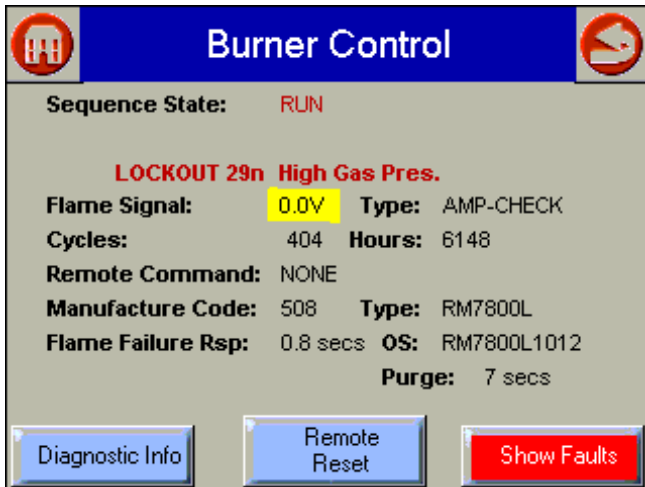 Burner Control
Sequence State: RUN
LOCKOUT 29n High Gas Pres.
Flame Signal: 0.0V Type: AMP-CHECK
Cycles: 404 Hours: 6148
Remote Command: NONE
Manufacture Code: 508 Type: RM7800L
Flame Failure Rsp: 0.8 secs OS: RM7800L1012
Purge: 7 secs
Diagnostic Info
Remote
Reset
Show Faults